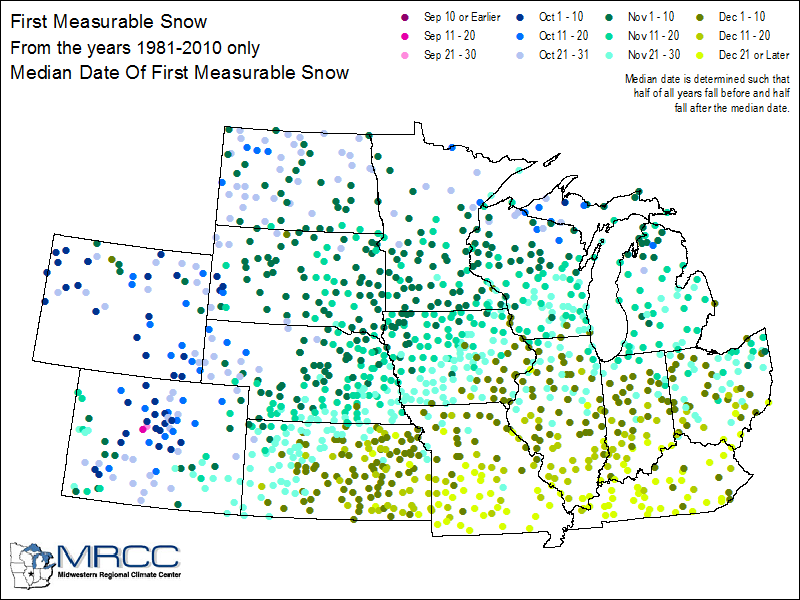 First Measurable Snow
From the years 1981-2010 only
Median Date Of First Measurable Snow
Sep 10 or Earlier
Oct 1 - 10
Nov 1 - 10
Dec 1 - 10
Sep 11 - 20
Oct 11 - 20
Nov 11 - 20
Dec 11 - 20
Sep 21 - 30
Oct 21 - 31
Nov 21 - 30
Dec 21 or Later
Median date is determined such that
half of all years fall before and half
fall after the median date.
MRCC
Midwestern Regional Climate Center